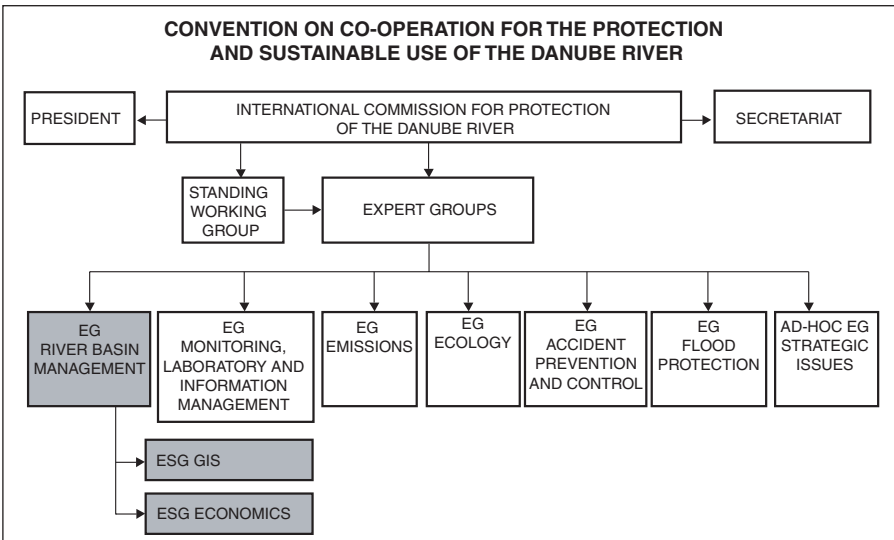 CONVENTION ON CO-OPERATION FOR THE PROTECTION
AND SUSTAINABLE USE OF THE DANUBE RIVER
PRESIDENT
INTERNATIONAL COMMISSION FOR PROTECTION
OF THE DANUBE RIVER
SECRETARIAT
STANDING
WORKING
GROUP
EXPERT GROUPS
EG
RIVER BASIN
MANAGEMENT
EG
MONITORING,
LABORATORY AND
INFORMATION
MANAGEMENT
EG
EMISSIONS
EG
ECOLOGY
EG
ACCIDENT
PREVENTION
AND CONTROL
EG
FLOOD
PROTECTION
AD-HOC EG
STRATEGIC
ISSUES
ESG GIS
ESG ECONOMICS